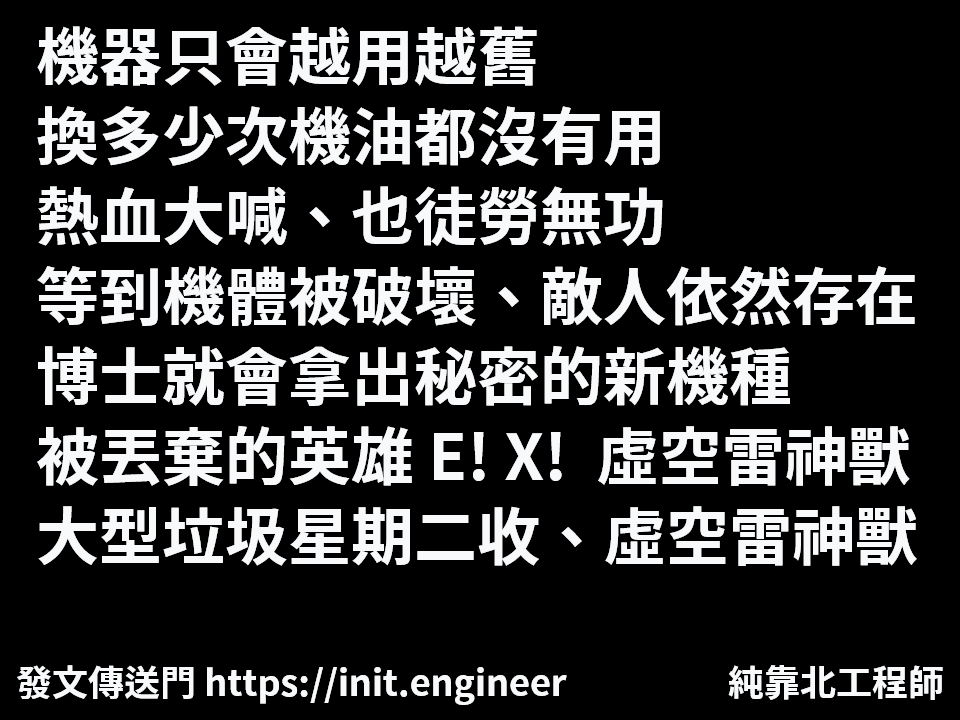 機器只會越用越舊
換多少次機油都沒有用
熱血大喊、也徒勞無功
等到機體被破壞、敵人依然存在
博士就會拿出秘密的新機種
被丟棄的英雄 E! X! 虛空雷神獸
大型垃圾星期二收、虛空雷神獸
發文傳送門 https://init.engineer
純靠北工程師